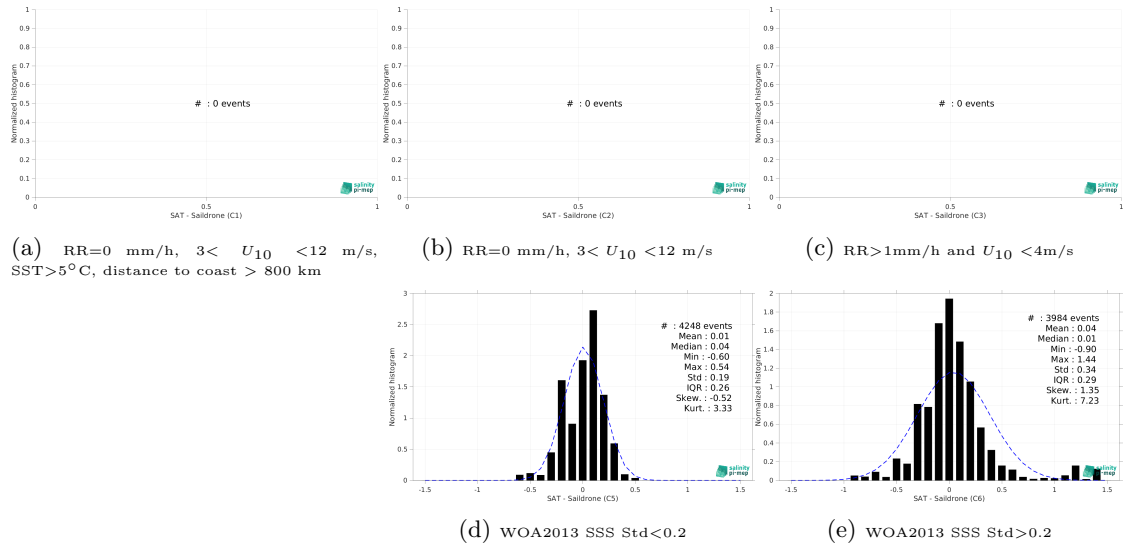 1
0.9
0.8
0.7
0.6
0.5
0.4
0.3
0.2
0.1
0
Normalized histogram
# : 0 events
salinity
pi-mep
0 0.5 1
SAT - Saildrone (C1)
(a) RR=0 mm/h, 3< U10 <12 m/s,
SST>5°C, distance to coast > 800 km
1
0.9
0.8
0.7
0.6
0.5
0.4
0.3
0.2
0.1
0
Normalized histogram
# : 0 events
salinity
pi-mep
0 0.5 1
SAT - Saildrone (C2)
(b) RR=0 mm/h, 3< U10 <12 m/s
1
0.9
0.8
0.7
0.6
0.5
0.4
0.3
0.2
0.1
0
Normalized histogram
# : 0 events
salinity
pi-mep
0 0.5 1
SAT - Saildrone (C3)
(c) RR>1mm/h and U10 <4m/s
3
2.5
2
1.5
1
0.5
0
Normalized histogram
# : 4248 events
Mean : 0.01
Median : 0.04
Min : -0.60
Max : 0.54
Std : 0.19
IQR : 0.26
Skew. : -0.52
Kurt. : 3.33
salinity
pi-mep
-1.5 -1 -0.5 0 0.5 1 1.5
SAT - Saildrone (C5)
(d) WOA2013 SSS Std<0.2
2
1.8
1.6
1.4
1.2
1
0.8
0.6
0.4
0.2
0
Normalized histogram
# : 3984 events
Mean : 0.04
Median : 0.01
Min : -0.90
Max : 1.44
Std : 0.34
IQR : 0.29
Skew. : 1.35
Kurt. : 7.23
salinity
pi-mep
-1.5 -1 -0.5 0 0.5 1 1.5
SAT - Saildrone (C6)
(e) WOA2013 SSS Std>0.2